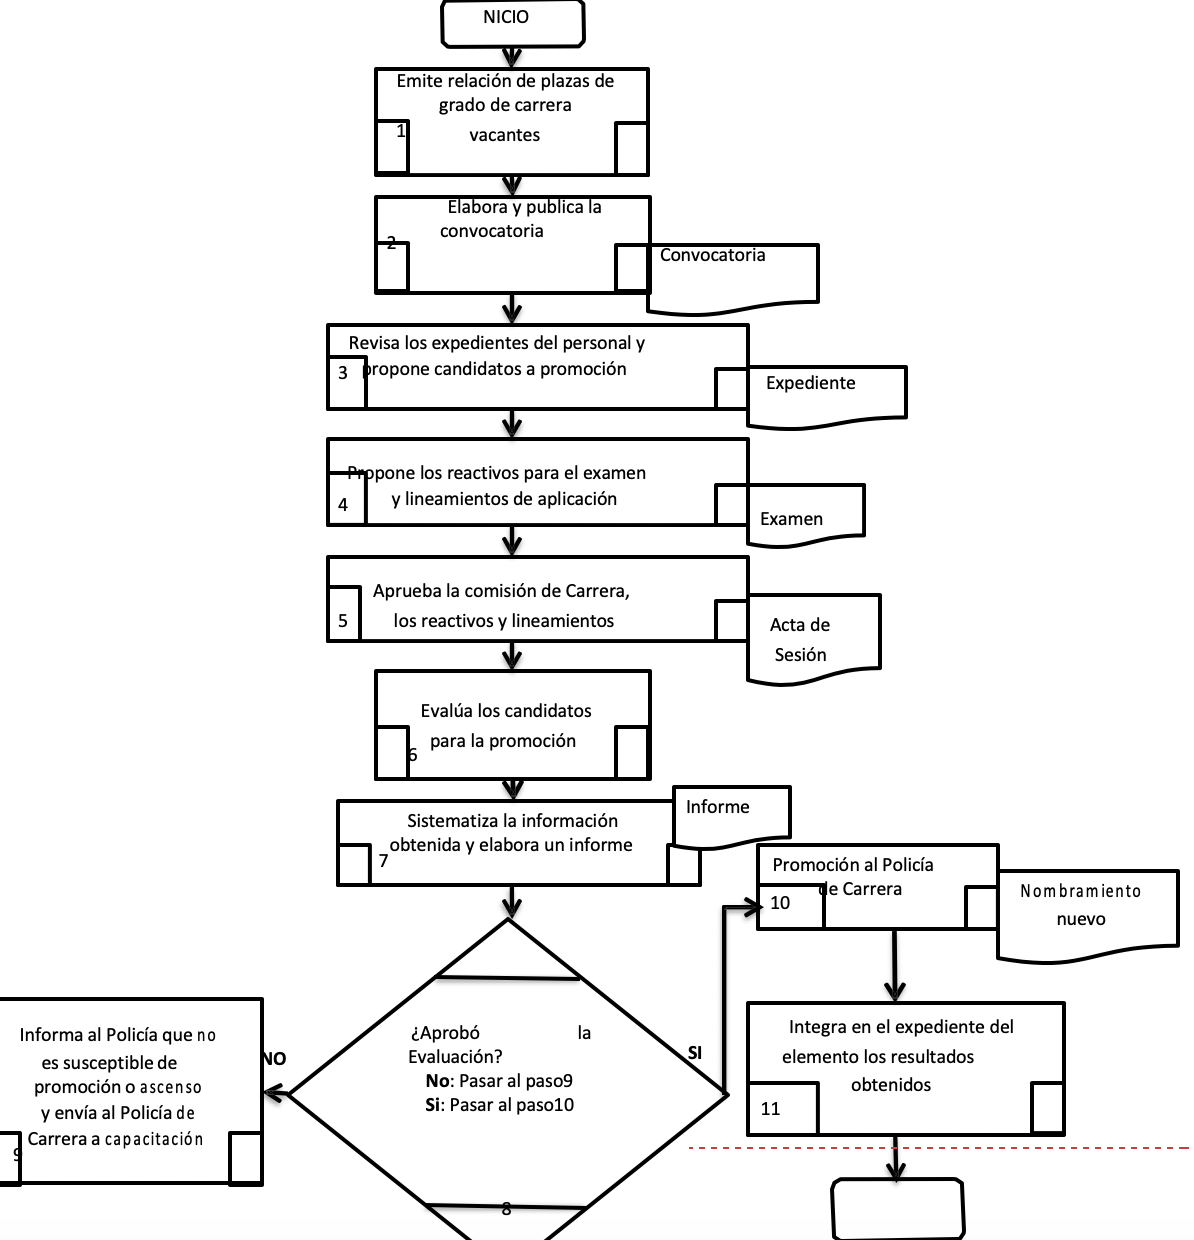 NICIO
Emite relación de plazas de
grado de carrera
vacantes
1
Elabora y publica la
convocatoria
2
Convocatoria
Revisa los expedientes del personal y
propone candidatos a promoción
3
Expediente
Propone los reactivos para el examen
y lineamientos de aplicación
4
Examen
Aprueba la comisión de Carrera,
los reactivos y lineamientos
5
Acta de
Sesión
Evalúa los candidatos
para la promoción
6
Sistematiza la información
obtenida y elabora un informe
7
Informe
Promoción al Policía
de Carrera
10
Nombramiento
nuevo
¿Aprobó la
Evaluación?
No: Pasar al paso9
Si: Pasar al paso10
8
NO
SI
Informa al Policía que no
es susceptible de
promoción o ascenso
y envía al Policía de
Carrera a capacitación
9
Integra en el expediente del
elemento los resultados
obtenidos
11